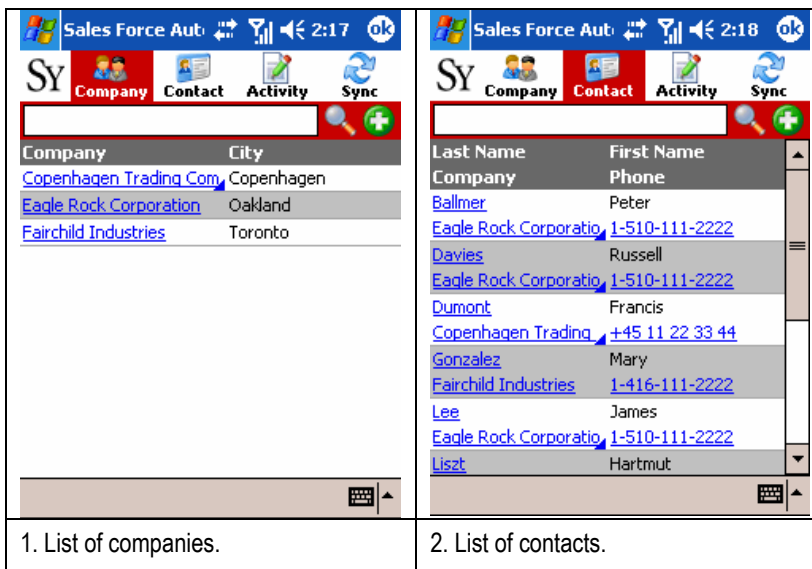 Sales Force Aut 2:17 ok
SY Company Contact Activity Sync
Company City
Copenhagen Trading Com Copenhagen
Eagle Rock Corporation Oakland
Fairchild Industries Toronto
1. List of companies.
Sales Force Aut 2:18 ok
SY Company Contact Activity Sync
Last Name First Name
Company Phone
Ballmer Peter
Eagle Rock Corporatio 1-510-111-2222
Davies Russell
Eagle Rock Corporatio 1-510-111-2222
Dumont Francis
Copenhagen Trading +45 11 22 33 44
Gonzalez Mary
Fairchild Industries 1-416-111-2222
Lee James
Eagle Rock Corporatio 1-510-111-2222
Liszt Hartmut
2. List of contacts.